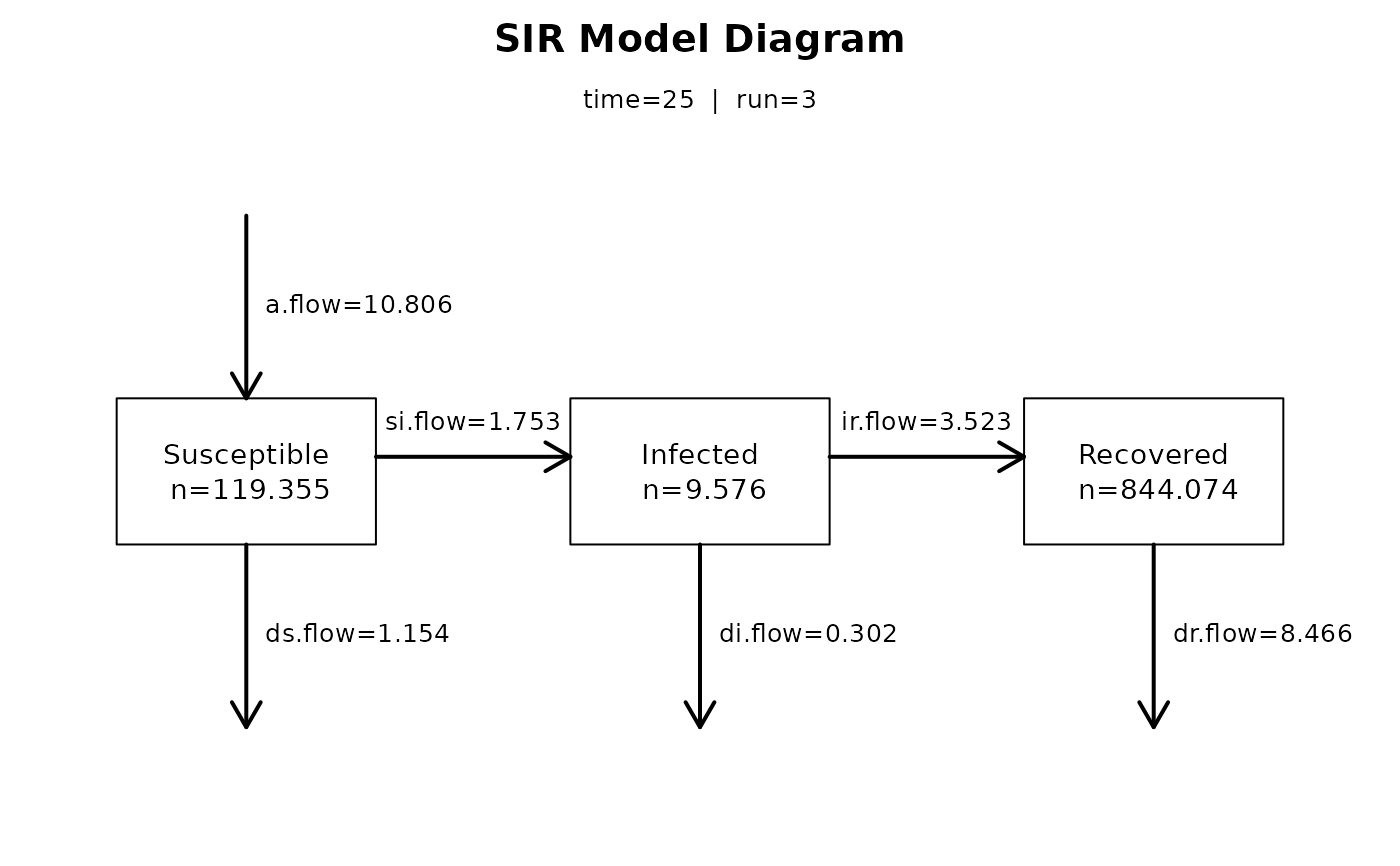 SIR Model Diagram
time=25 | run=3
a.flow=10.806
si.flow=1.753
ir.flow=3.523
Susceptible
n=119.355
Infected
n=9.576
Recovered
n=844.074
ds.flow=1.154
di.flow=0.302
dr.flow=8.466